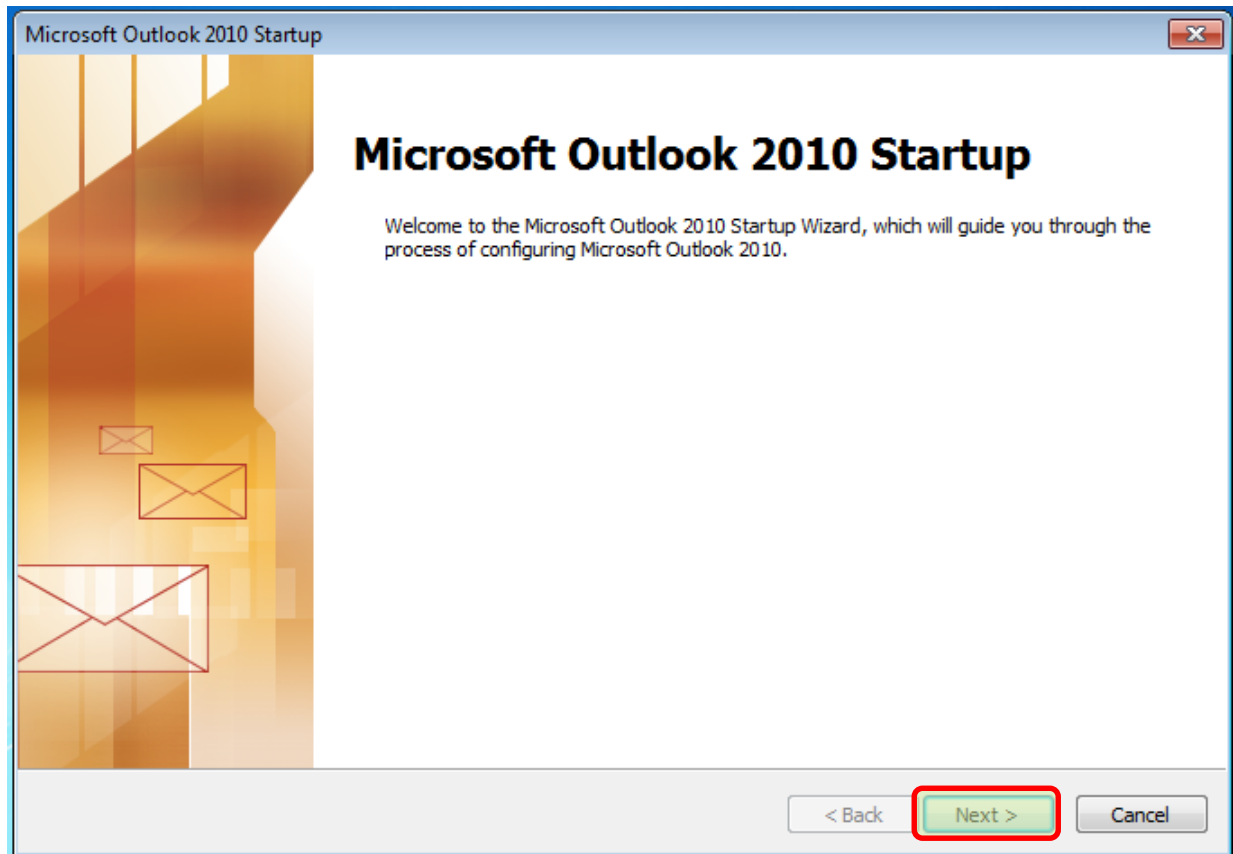 Microsoft Outlook 2010 Startup
Microsoft Outlook 2010 Startup
Welcome to the Microsoft Outlook 2010 Startup Wizard, which will guide you through the
process of configuring Microsoft Outlook 2010.
< Back Next > Cancel